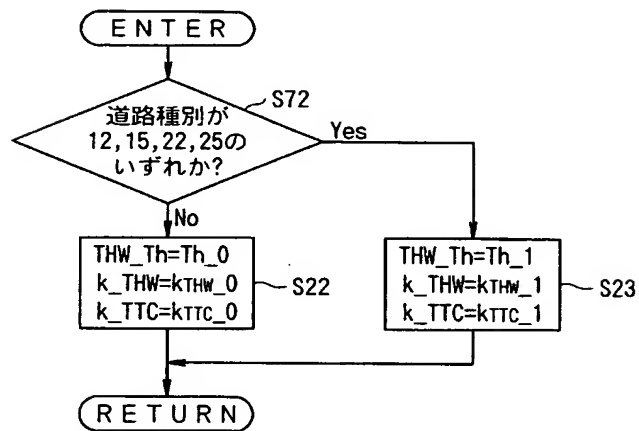 ENTER
S72
道路種別が
12,15,22,25の
いずれか?
Yes
No
THW_Th=Th_0
k_THW=kTHW_0
k_TTC=kTTC_0
S22
THW_Th=Th_1
k_THW=kTHW_1
k_TTC=kTTC_1
S23
RETURN